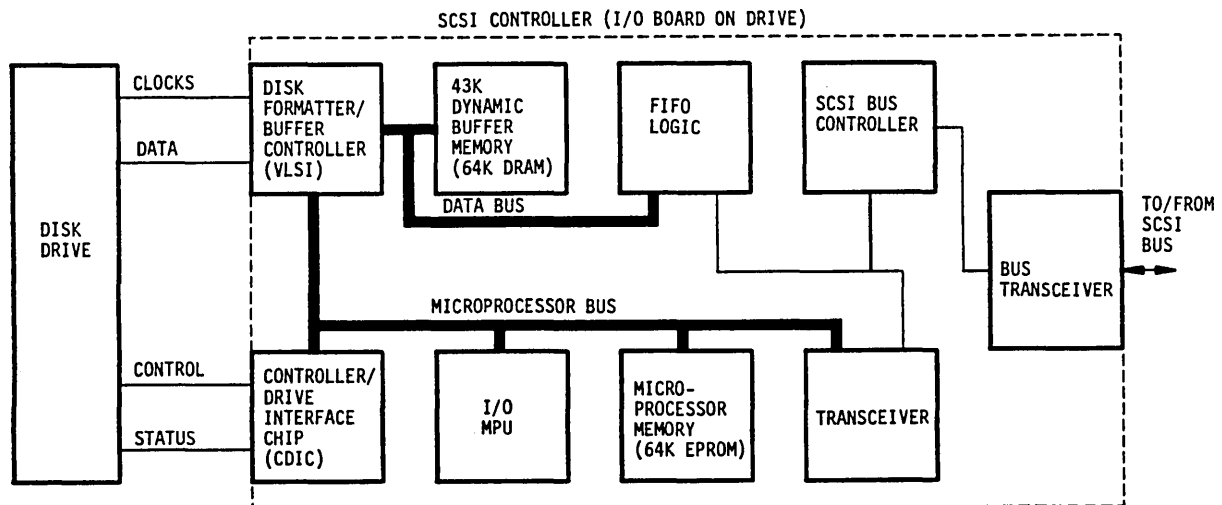 SCSI CONTROLLER (I/O BOARD ON DRIVE)
DISK
DRIVE
CLOCKS
DATA
CONTROL
STATUS
DISK
FORMATTER/
BUFFER
CONTROLLER
(VLSI)
43K
DYNAMIC
BUFFER
MEMORY
(64K DRAM)
DATA BUS
FIFO
LOGIC
SCSI BUS
CONTROLLER
BUS
TRANSCEIVER
TO/FROM
SCSI
BUS
MICROPROCESSOR BUS
CONTROLLER/
DRIVE
INTERFACE
CHIP
(CDIC)
I/O
MPU
MICRO-
PROCESSOR
MEMORY
(64K EPROM)
TRANSCEIVER